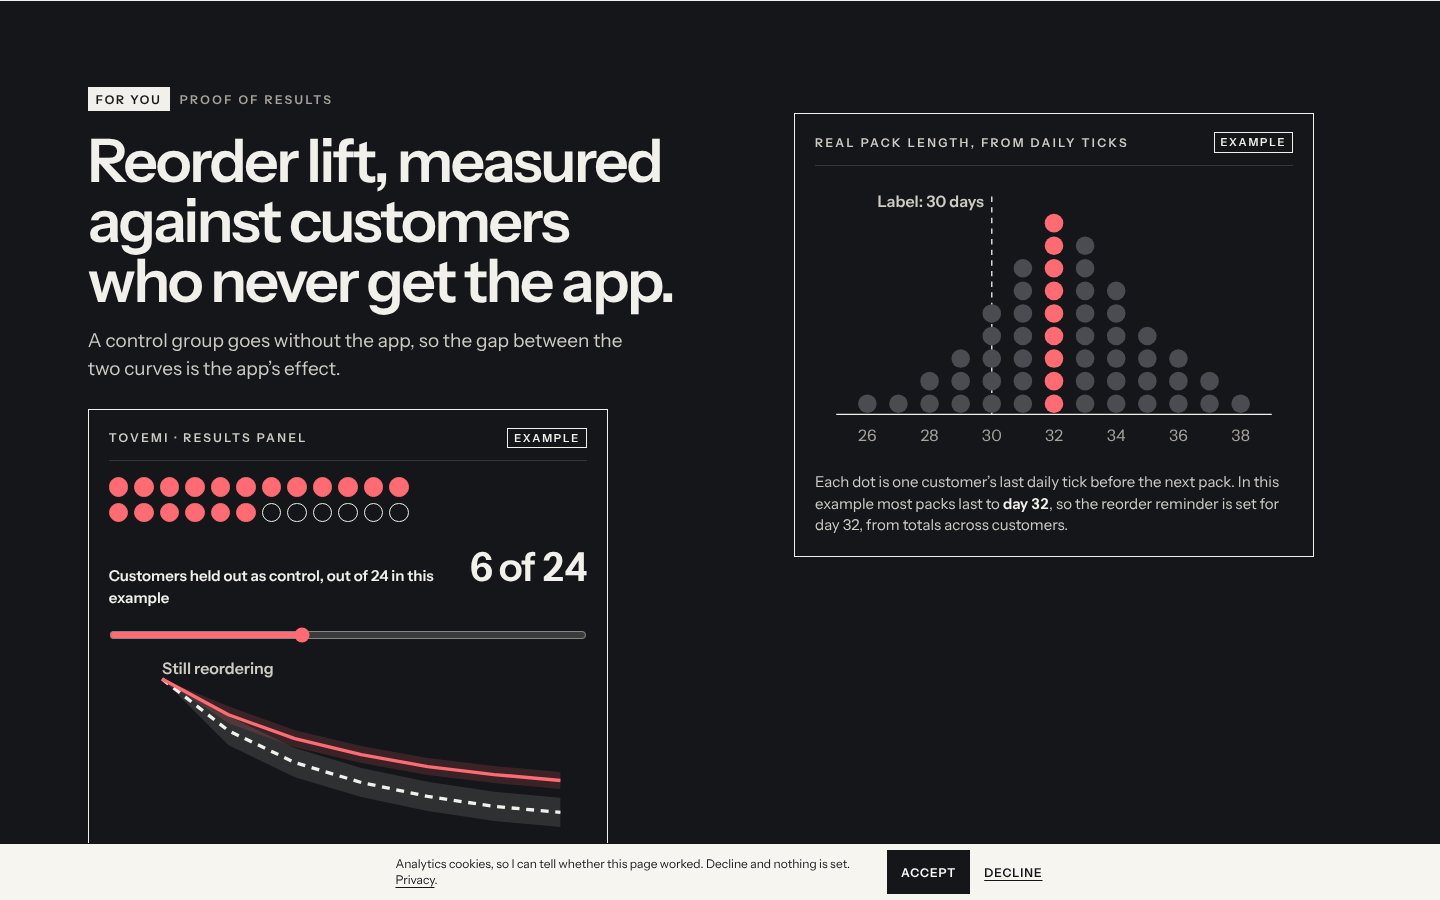 FOR YOU PROOF OF RESULTS
Reorder lift, measured
against customers
who never get the app.
A control group goes without the app, so the gap between the
two curves is the app’s effect.
TOVEMI · RESULTS PANEL EXAMPLE
Customers held out as control, out of 24 in this
example
6 of 24
Still reordering
REAL PACK LENGTH, FROM DAILY TICKS EXAMPLE
Label: 30 days
26 28 30 32 34 36 38
Each dot is one customer’s last daily tick before the next pack. In this
example most packs last to day 32, so the reorder reminder is set for
day 32, from totals across customers.
Analytics cookies, so I can tell whether this page worked. Decline and nothing is set.
Privacy.
ACCEPT DECLINE